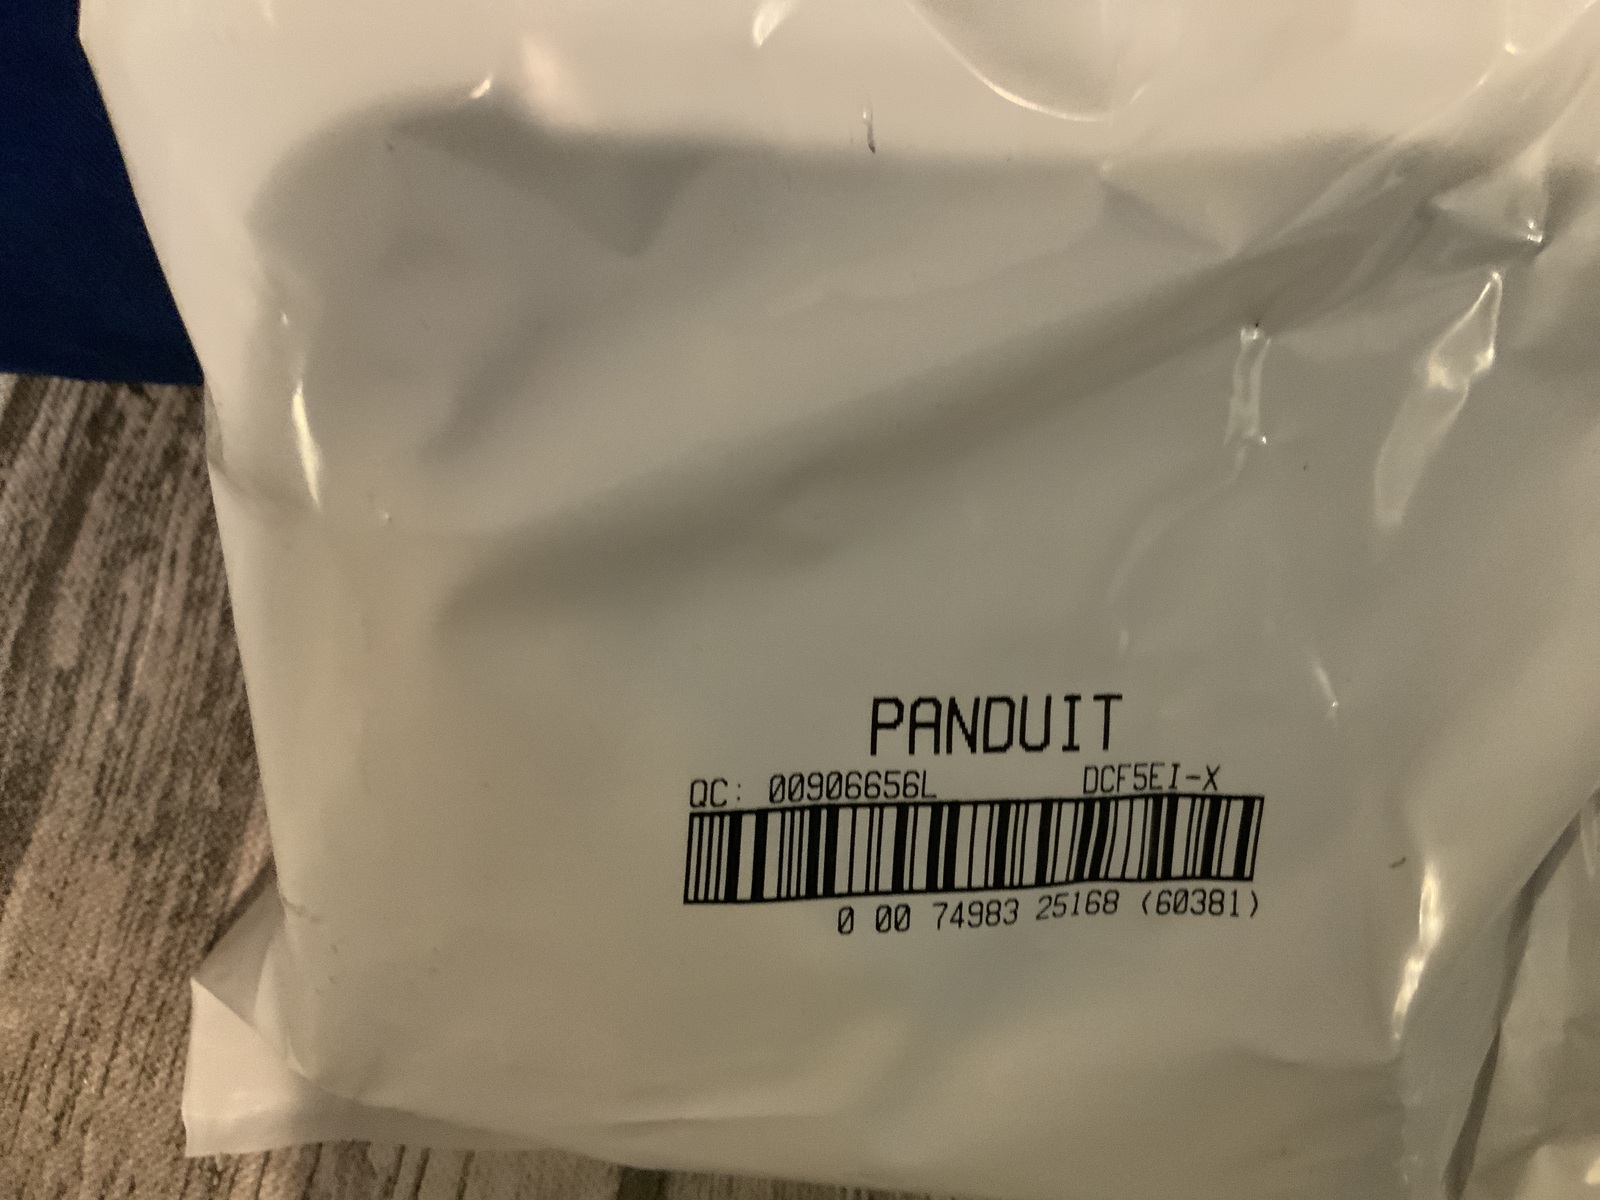 PANDUIT
QC: 00906656L DCF5EI-X
0 00 74983 25168 (60381)